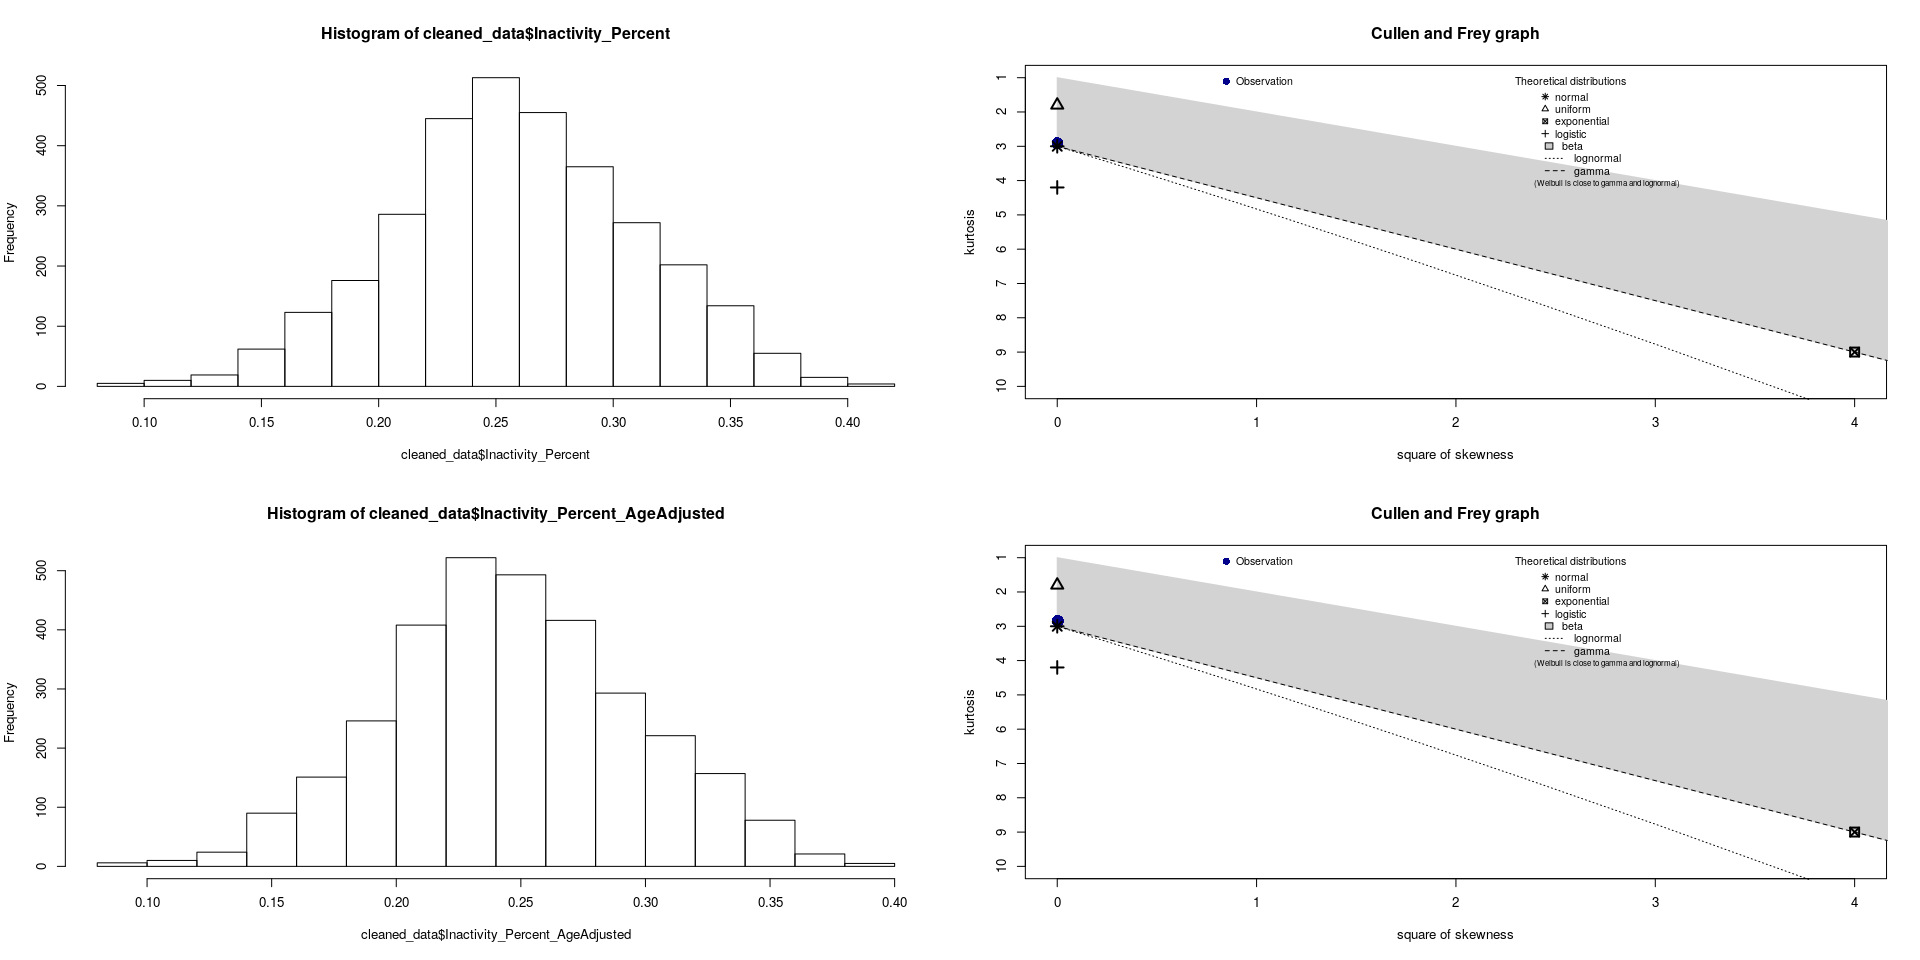 Histogram of cleaned_data$Inactivity_Percent
Frequency
0
100
200
300
400
500
0.10 0.15 0.20 0.25 0.30 0.35 0.40
cleaned_data$Inactivity_Percent
Cullen and Frey graph
kurtosis
1
2
3
4
5
6
7
8
9
10
Observation
Theoretical distributions
normal
uniform
exponential
logistic
beta
lognormal
gamma
(Weibull is close to gamma and lognormal)
0 1 2 3 4
square of skewness
Histogram of cleaned_data$Inactivity_Percent_AgeAdjusted
Frequency
0
100
200
300
400
500
0.10 0.15 0.20 0.25 0.30 0.35 0.40
cleaned_data$Inactivity_Percent_AgeAdjusted
Cullen and Frey graph
kurtosis
1
2
3
4
5
6
7
8
9
10
Observation
Theoretical distributions
normal
uniform
exponential
logistic
beta
lognormal
gamma
(Weibull is close to gamma and lognormal)
0 1 2 3 4
square of skewness